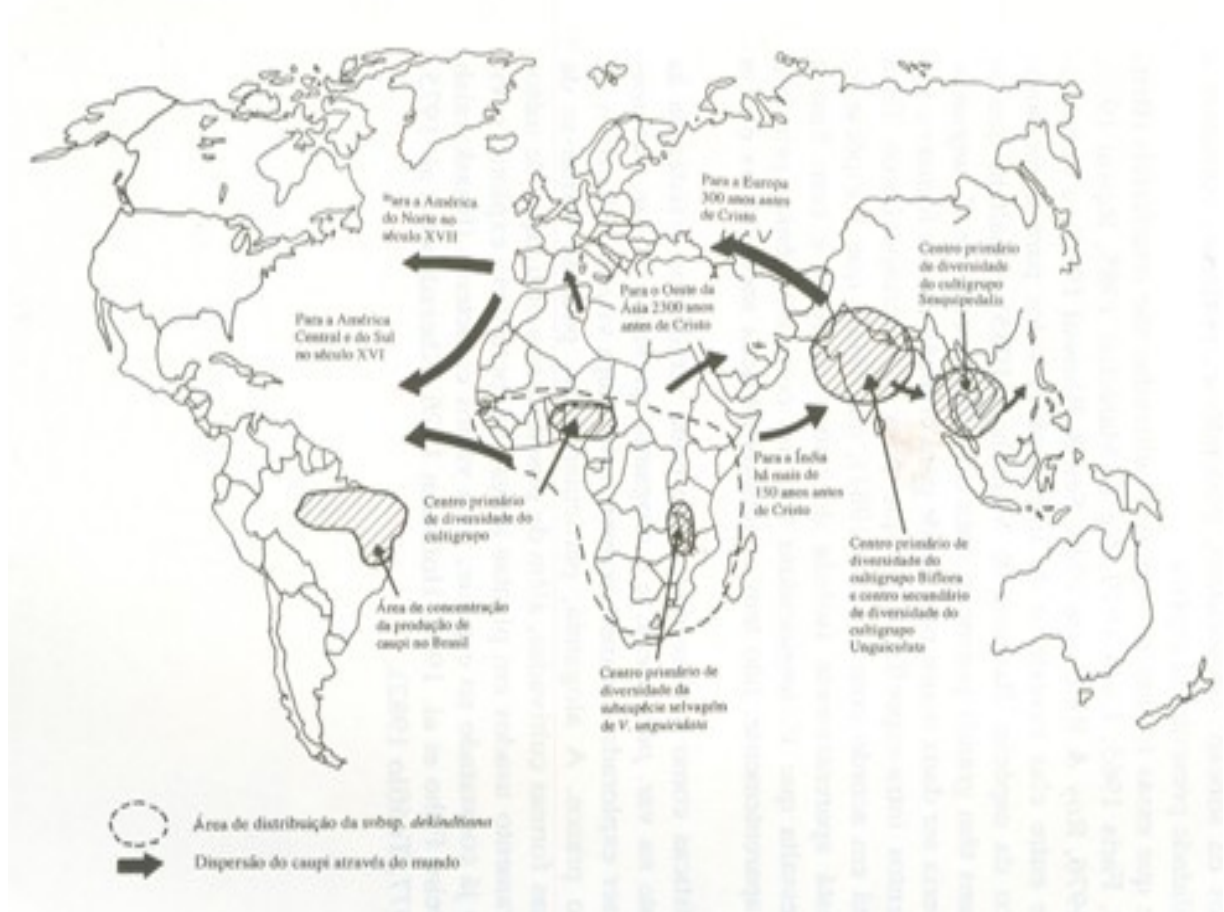 Para a América
do Norte no
século XVII
Para a América
Central e do Sul
no século XVI
Para a Europa
300 anos antes
de Cristo
Para o Oeste da
Ásia 2300 anos
antes de Cristo
Centro primário
de diversidade
do cultigrupo
Sesquipedalis
Para a Índia
há mais de
150 anos antes
de Cristo
Centro primário
de diversidade do
cultigrupo
Área de concentração
da produção de
caupi no Brasil
Centro primário de
diversidade da
subespécie selvagem
de V. unguiculata
Centro primário de
diversidade do
cultigrupo Biflora
e centro secundário
de diversidade do
cultigrupo
Unguiculata
Área de distribuição da subsp. dekindtiana
Dispersão do caupi através do mundo